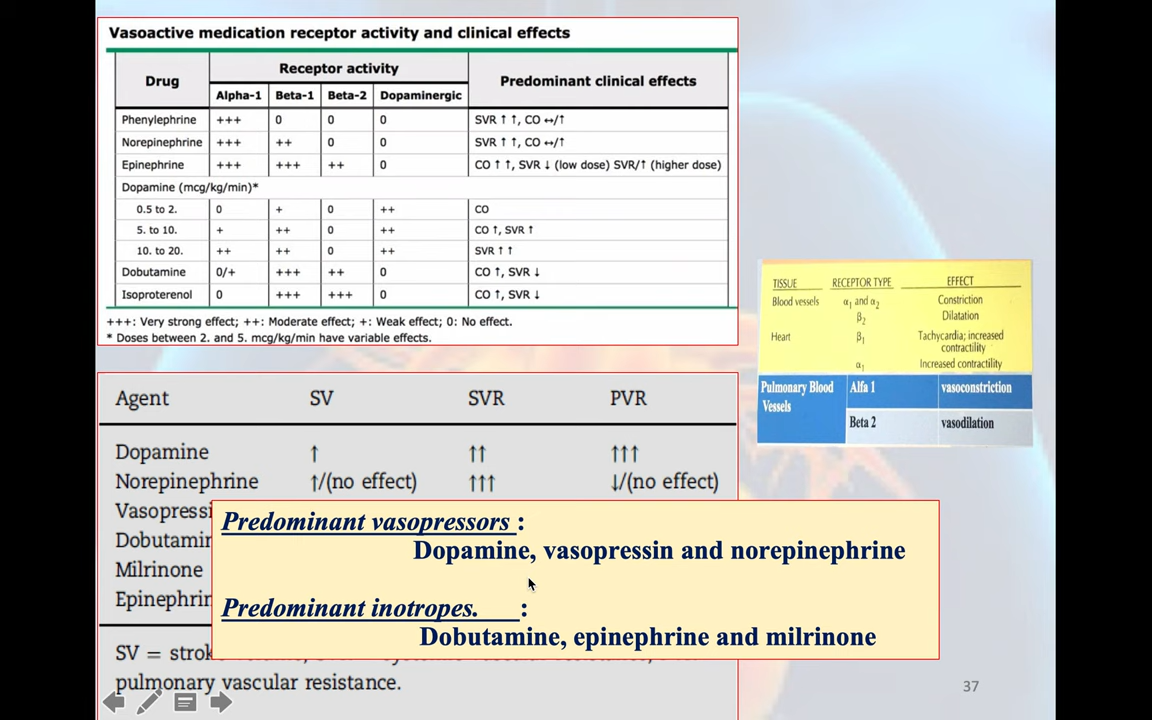 Vasoactive medication receptor activity and clinical effects
Drug Receptor activity Predominant clinical effects
Alpha-1 Beta-1 Beta-2 Dopaminergic
Phenylephrine +++ 0 0 0 SVR ↑ ↑, CO ↔/↑
Norepinephrine +++ ++ 0 0 SVR ↑ ↑, CO ↔/↑
Epinephrine +++ +++ ++ 0 CO ↑ ↑, SVR ↓ (low dose) SVR/↑ (higher dose)
Dopamine (mcg/kg/min)*
0.5 to 2. 0 + 0 ++ CO
5. to 10. + ++ 0 ++ CO ↑, SVR ↑
10. to 20. ++ ++ 0 ++ SVR ↑ ↑
Dobutamine 0/+ +++ ++ 0 CO ↑, SVR ↓
Isoproterenol 0 +++ +++ 0 CO ↑, SVR ↓
+++: Very strong effect; ++: Moderate effect; +: Weak effect; 0: No effect.
* Doses between 2. and 5. mcg/kg/min have variable effects.
TISSUE RECEPTOR TYPE EFFECT
Blood vessels α1 and α2 Constriction
β2 Dilatation
Heart β1 Tachycardia; increased
contractility
α1 Increased contractility
Pulmonary Blood Alfa 1 vasoconstriction
Vessels
Beta 2 vasodilation
Agent SV SVR PVR
Dopamine ↑ ↑↑ ↑↑↑
Norepinephrine ↑/(no effect) ↑↑↑ ↓/(no effect)
Vasopressi
Dobutamin
Milrinone
Epinephrin
SV = strok
pulmonary vascular resistance.
Predominant vasopressors :
Dopamine, vasopressin and norepinephrine
Predominant inotropes. :
Dobutamine, epinephrine and milrinone
37